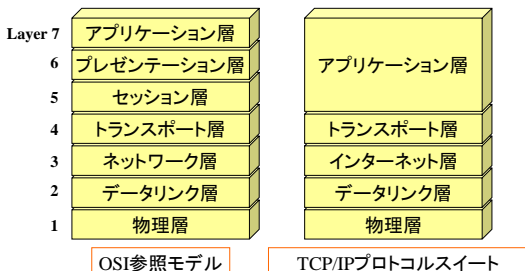 Layer 7 アプリケーション層
6 プレゼンテーション層
5 セッション層
4 トランスポート層
3 ネットワーク層
2 データリンク層
1 物理層
OSI参照モデル
アプリケーション層
トランスポート層
インターネット層
データリンク層
物理層
TCP/IPプロトコルスイート